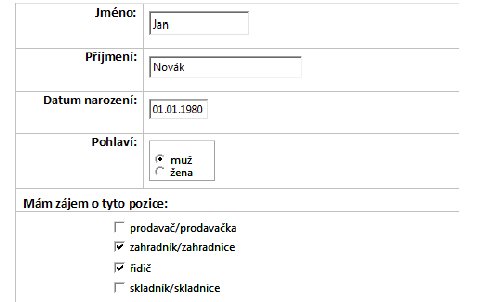 Jméno: Jan
Příjmení: Novák
Datum narození: 01.01.1980
Pohlaví:
muž
žena
Mám zájem o tyto pozice:
prodavač/prodavačka
zahradník/zahradnice
řidič
skladník/skladnice